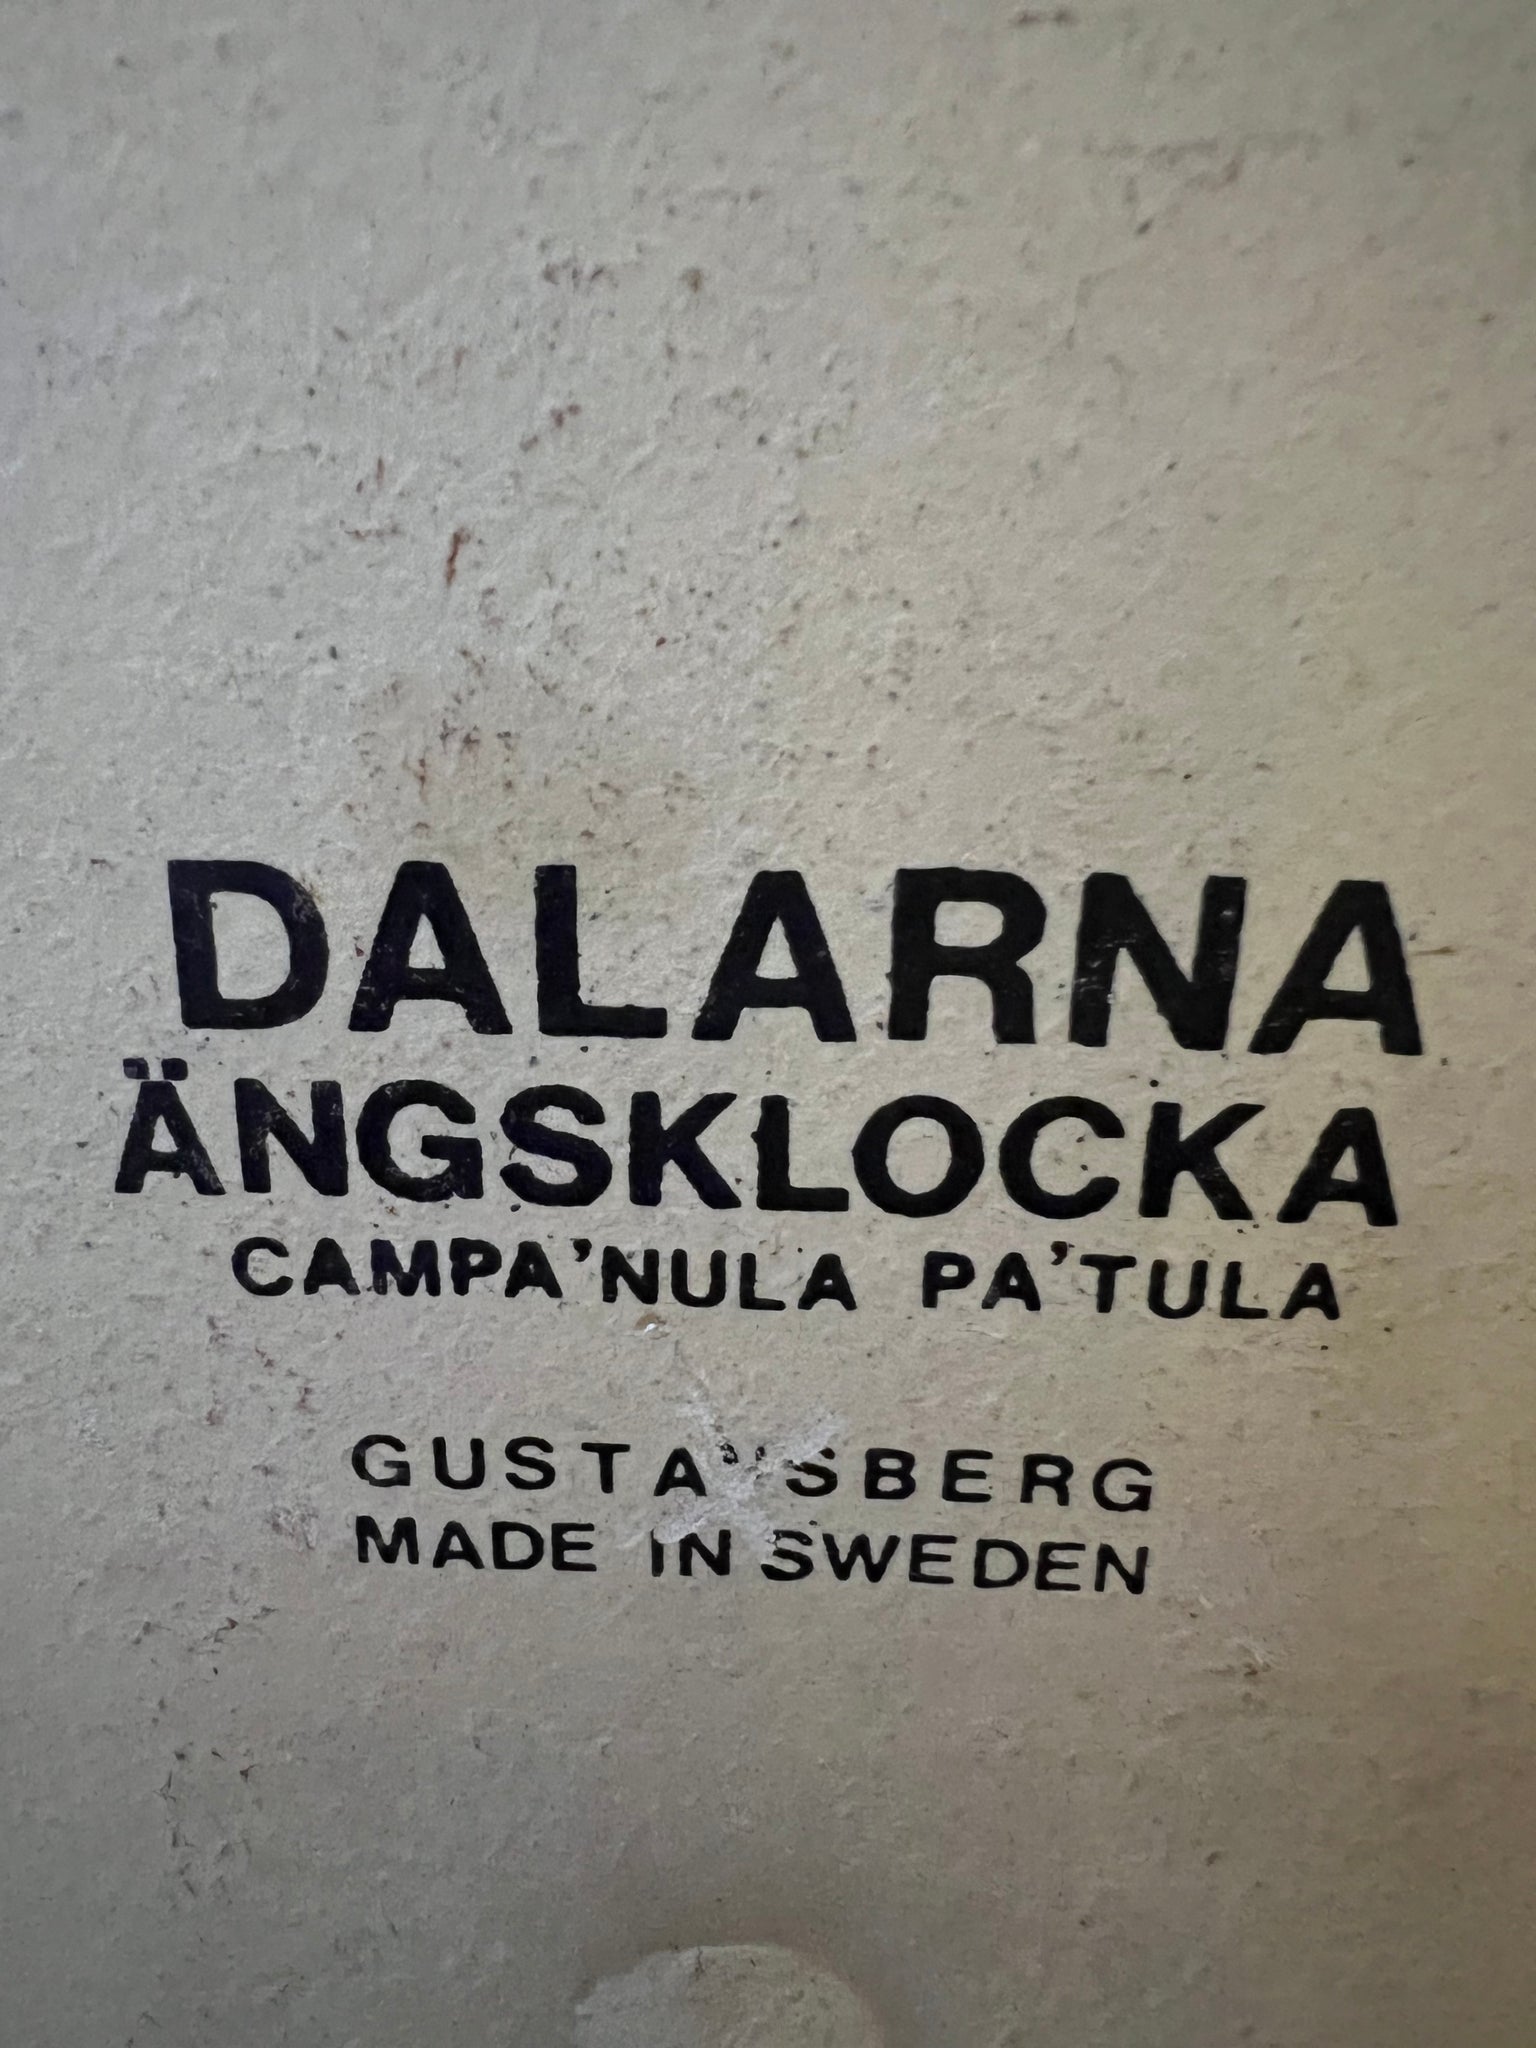 DALARNA
ÄNGSKLOCKA
CAMPA'NULA PA'TULA
GUSTAVSBERG
MADE IN SWEDEN